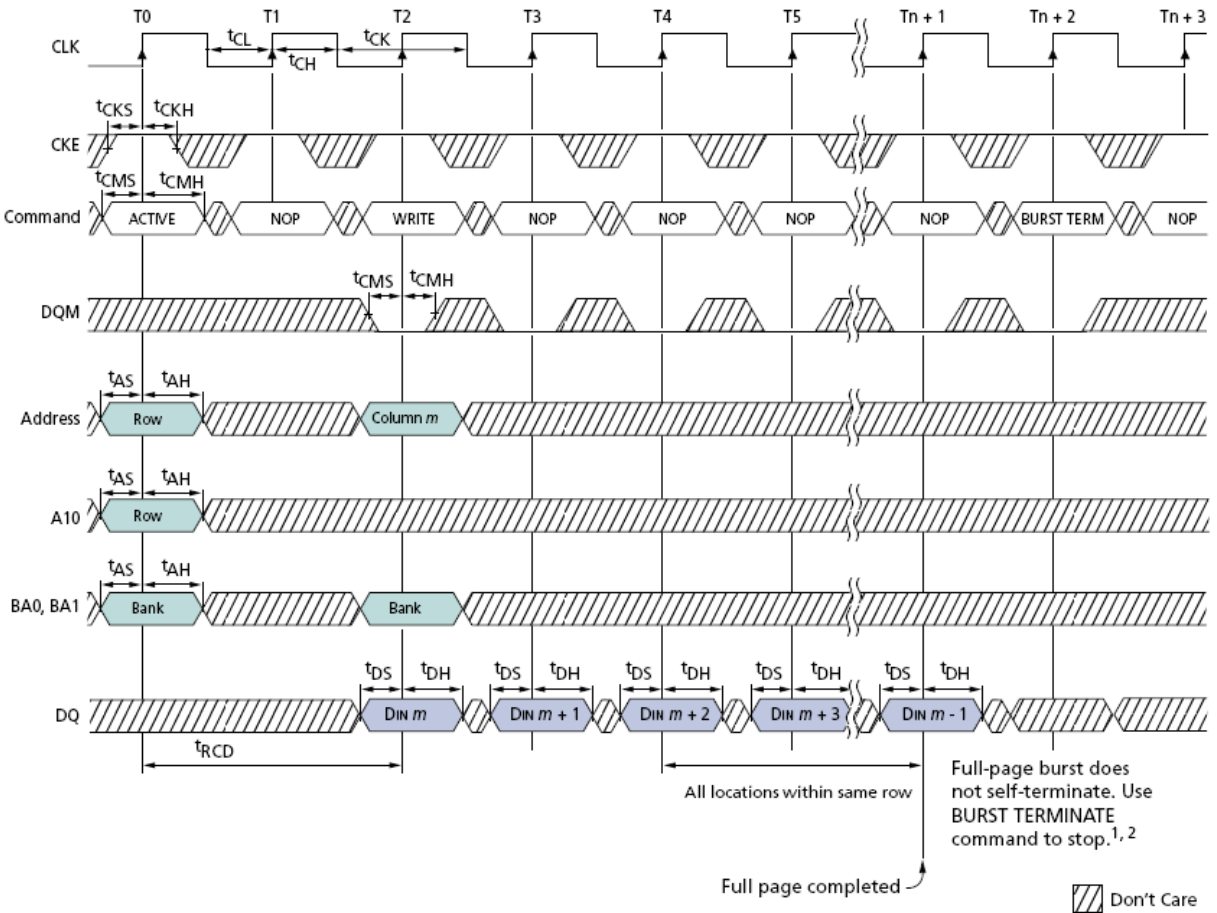 T0 T1 T2 T3 T4 T5 Tn + 1 Tn + 2 Tn + 3
CLK
tCL tCK
tCH
tCKS tCKH
CKE
tCMS tCMH
Command ACTIVE NOP WRITE NOP NOP NOP NOP BURST TERM NOP
tCMS tCMH
DQM
tAS tAH
Address Row Column m
tAS tAH
A10 Row
tAS tAH
BA0, BA1 Bank Bank
tDS tDH tDS tDH tDS tDH tDS tDH tDS tDH
DQ DIN m DIN m + 1 DIN m + 2 DIN m + 3 DIN m - 1
tRCD
All locations within same row
Full-page burst does
not self-terminate. Use
BURST TERMINATE
command to stop.1, 2
Full page completed
Don't Care